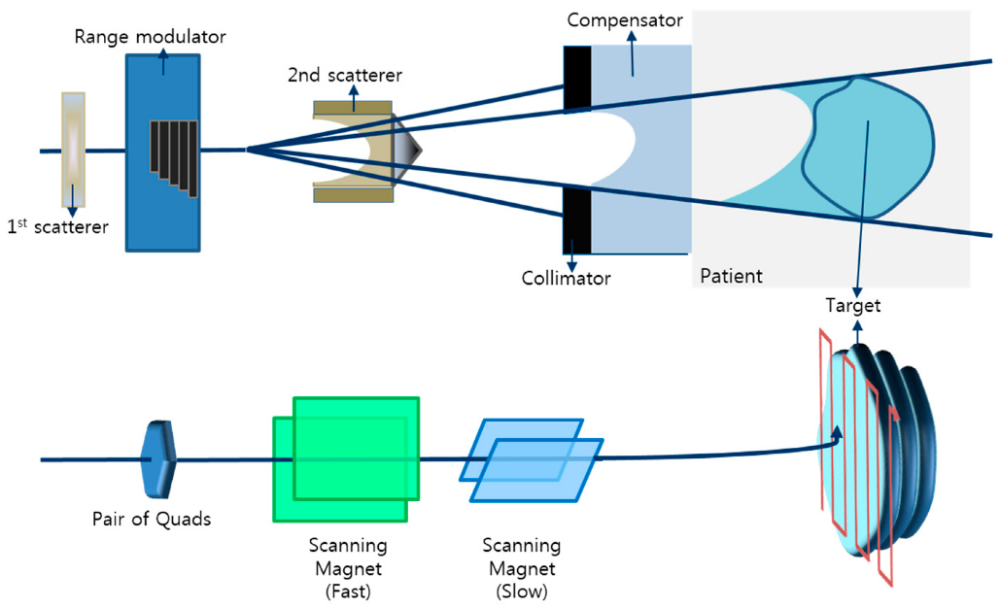 Compensator
Range modulator
2nd scatterer
1st scatterer
Collimator
Patient
Target
Pair of Quads
Scanning
Magnet
(Fast)
Scanning
Magnet
(Slow)